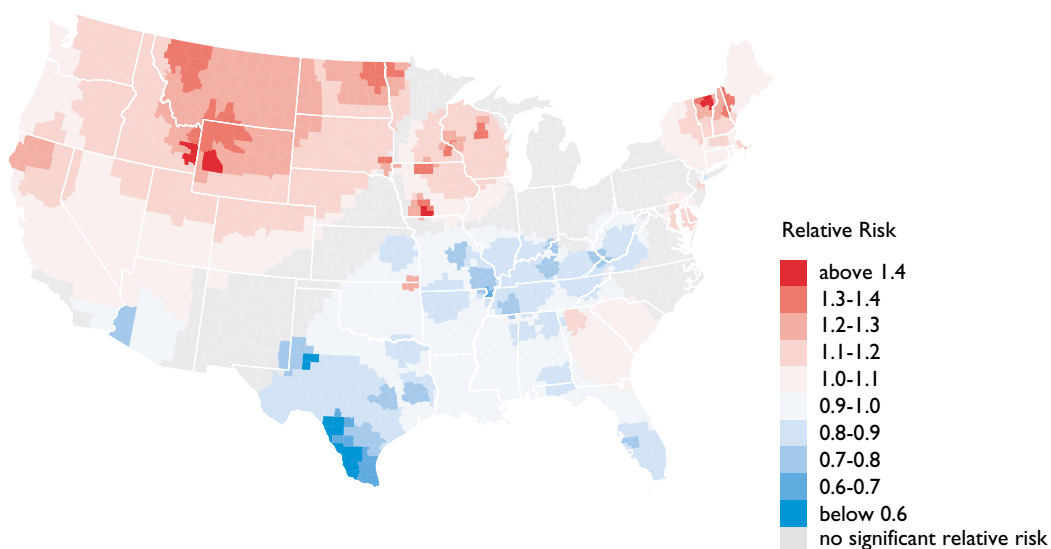 Relative Risk
above 1.4
1.3-1.4
1.2-1.3
1.1-1.2
1.0-1.1
0.9-1.0
0.8-0.9
0.7-0.8
0.6-0.7
below 0.6
no significant relative risk